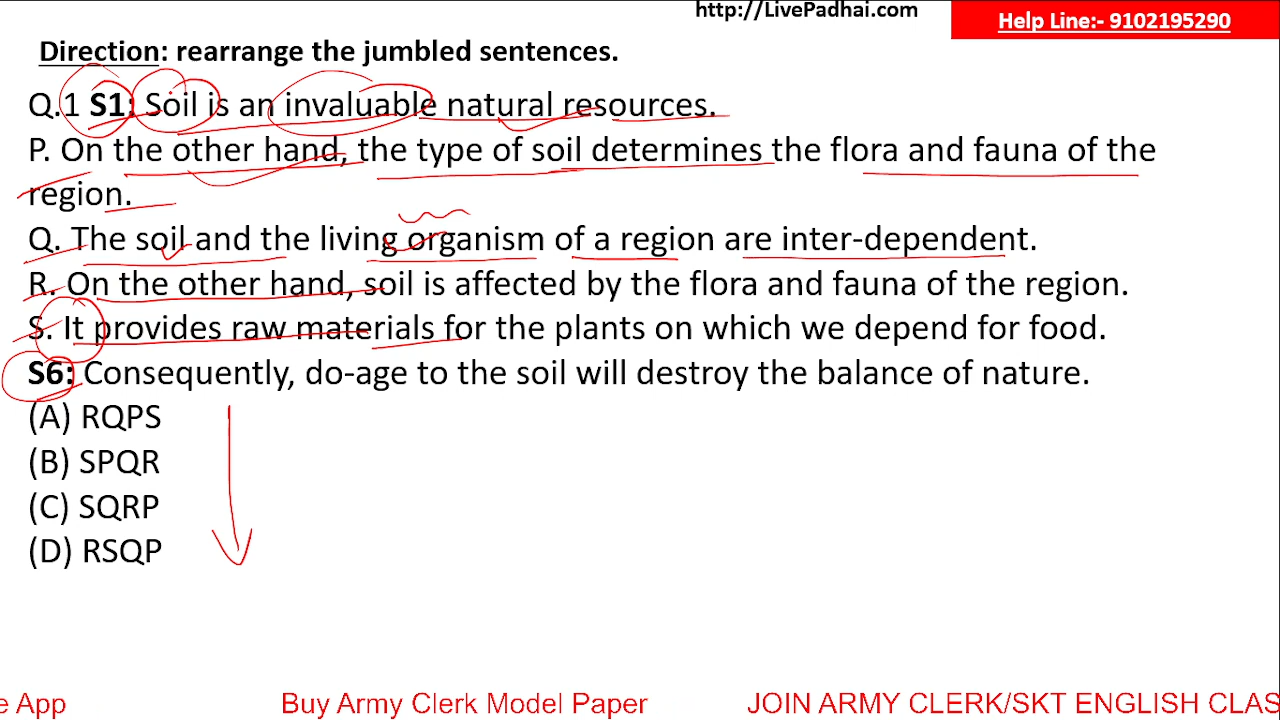 http://LivePadhai.com
Help Line:- 9102195290
Direction: rearrange the jumbled sentences.
Q.1 S1: Soil is an invaluable natural resources.
P. On the other hand, the type of soil determines the flora and fauna of the
region.
Q. The soil and the living organism of a region are inter-dependent.
R. On the other hand, soil is affected by the flora and fauna of the region.
S. It provides raw materials for the plants on which we depend for food.
S6: Consequently, do-age to the soil will destroy the balance of nature.
(A) RQPS
(B) SPQR
(C) SQRP
(D) RSQP
e App Buy Army Clerk Model Paper JOIN ARMY CLERK/SKT ENGLISH CLAS